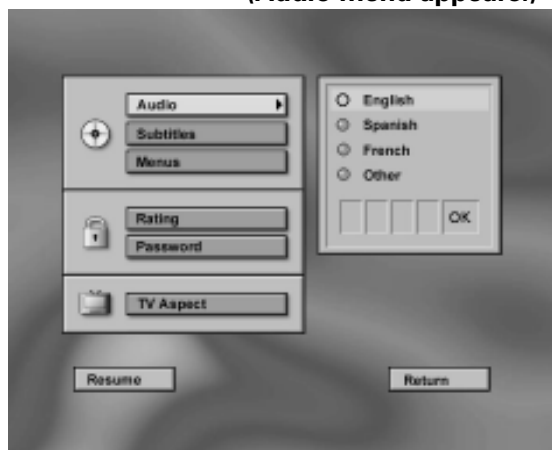 (Audio menu appears.)
Audio
Subtitles
Menus
Rating
Password
TV Aspect
English
Spanish
French
Other
OK
Resume
Return